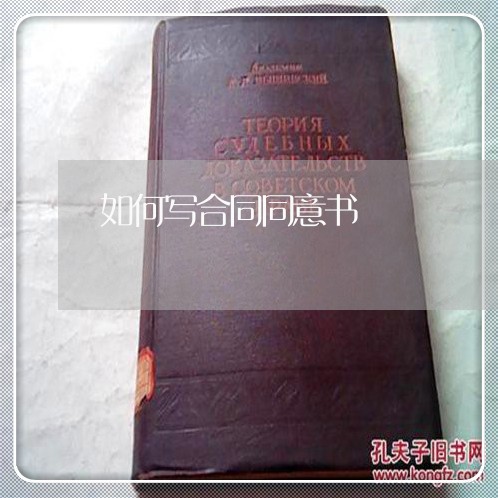 Академик
ТЕОРИЯ
СУДЕБНЫХ
ДОКАЗАТЕЛЬСТВ
В СОВЕТСКОМ
如何写合同同意书
孔夫子旧书网
www.kongfz.com